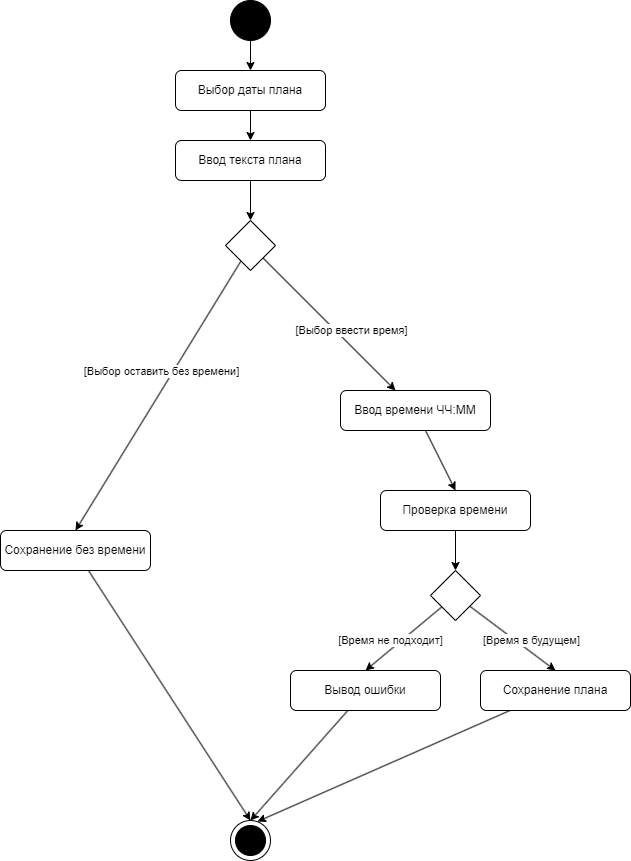 Выбор даты плана
Ввод текста плана
[Выбор ввести время]
[Выбор оставить без времени]
Ввод времени ЧЧ:ММ
Проверка времени
Сохранение без времени
[Время не подходит]
[Время в будущем]
Вывод ошибки
Сохранение плана